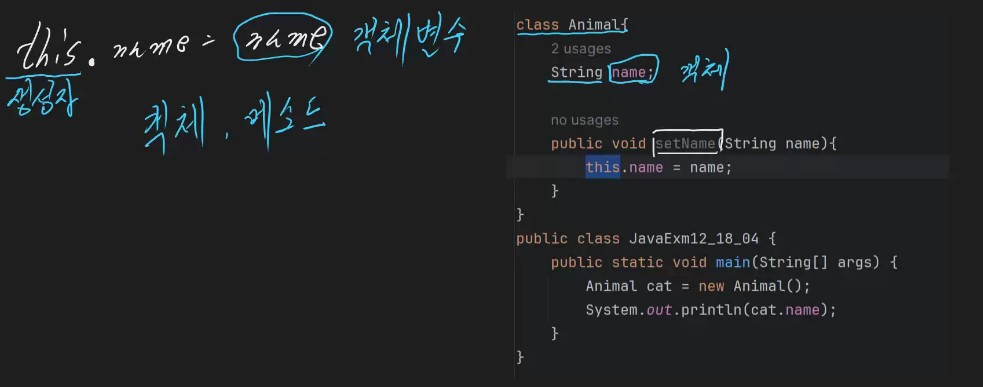 this. name = name 객체변수
생성자
객체 . 메소드
class Animal{
2 usages
String name; 객체
no usages
public void setName(String name){
this.name = name;
}
}
public class JavaExm12_18_04 {
public static void main(String[] args) {
Animal cat = new Animal();
System.out.println(cat.name);
}
}